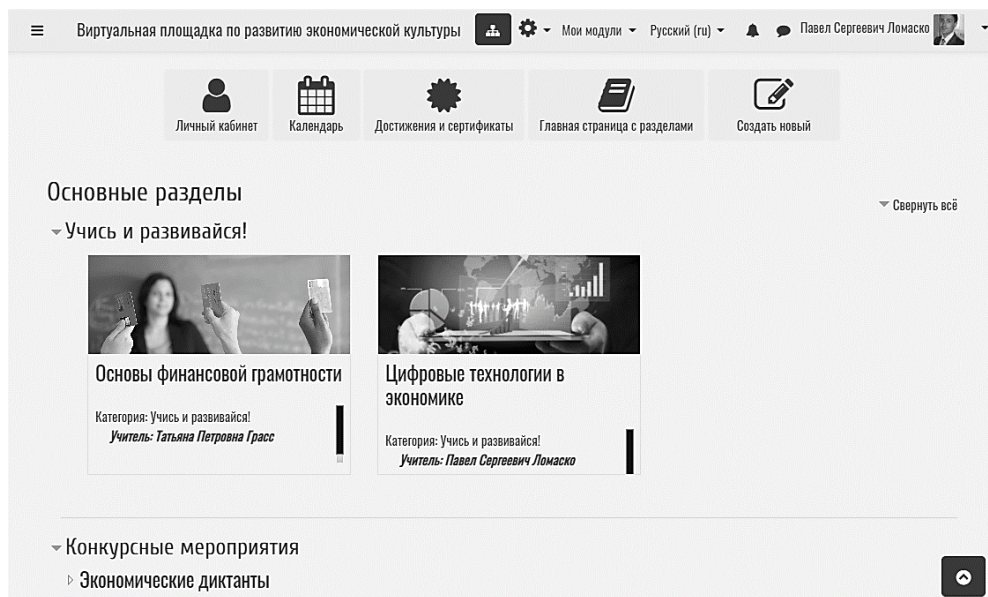 Виртуальная площадка по развитию экономической культуры
Мои модули
Русский (ru)
Павел Сергеевич Ломаско
Личный кабинет
Календарь
Достижения и сертификаты
Главная страница с разделами
Создать новый
Основные разделы
Свернуть всё
Учись и развивайся!
Основы финансовой грамотности
Категория: Учись и развивайся!
Учитель: Татьяна Петровна Грасс
Цифровые технологии в
экономике
Категория: Учись и развивайся!
Учитель: Павел Сергеевич Ломаско
Конкурсные мероприятия
Экономические диктанты